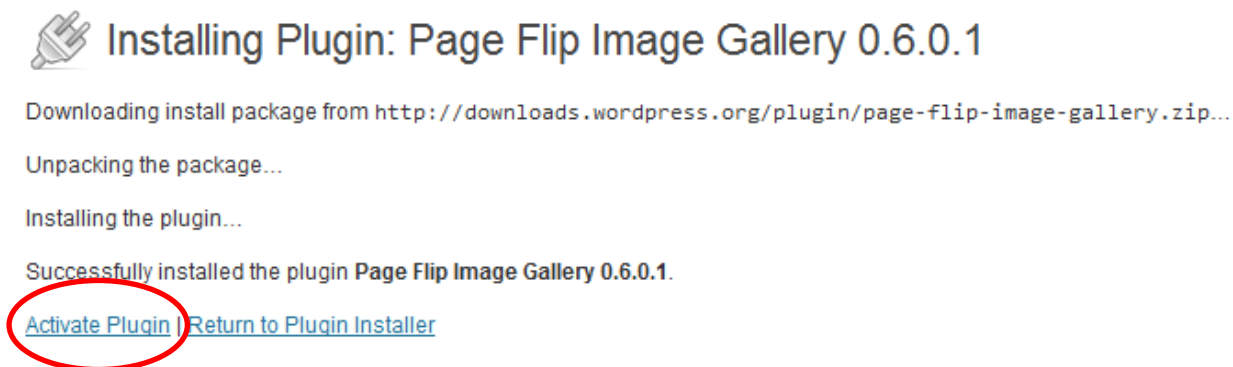 Installing Plugin: Page Flip Image Gallery 0.6.0.1
Downloading install package from http://downloads.wordpress.org/plugin/page-flip-image-gallery.zip…
Unpacking the package…
Installing the plugin…
Successfully installed the plugin Page Flip Image Gallery 0.6.0.1.
Activate Plugin | Return to Plugin Installer